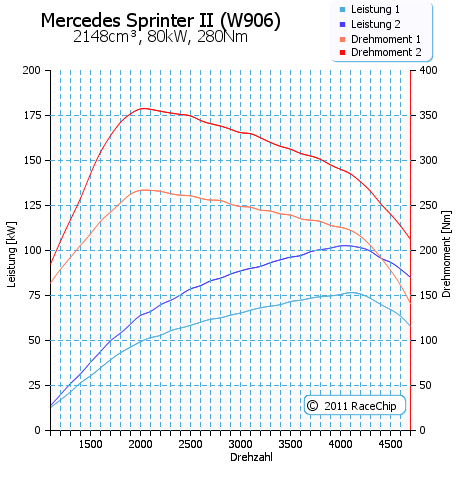 Mercedes Sprinter II (W906)
2148cm³, 80kW, 280Nm
Leistung 1
Leistung 2
Drehmoment 1
Drehmoment 2
200 400
175 350
150 300
125 250
100 200
75 150
50 100
25 50
0 0
Leistung [kW]
Drehmoment [Nm]
© 2011 RaceChip
1500 2000 2500 3000 3500 4000 4500
Drehzahl